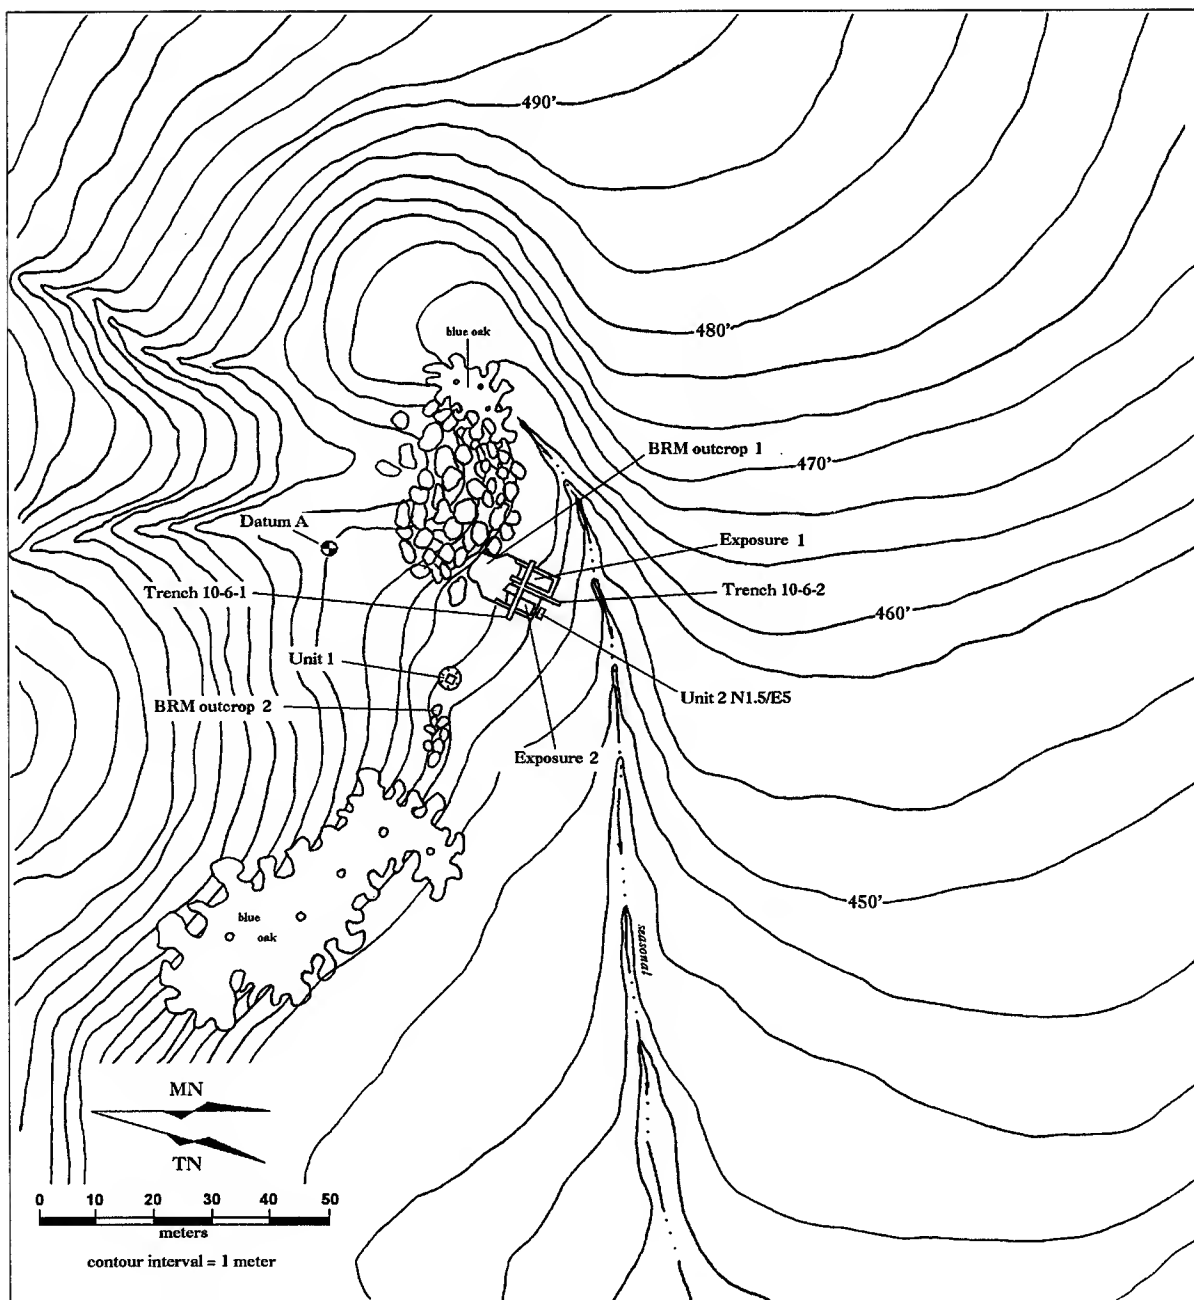 490'
blue oak
480'
BRM outcrop 1
470'
Datum A
Exposure 1
Trench 10-6-1
Trench 10-6-2
460'
Unit 1
Unit 2 N1.5/E5
BRM outcrop 2
Exposure 2
450'
blue
oak
seasonal
MN
TN
0 10 20 30 40 50
meters
contour interval = 1 meter